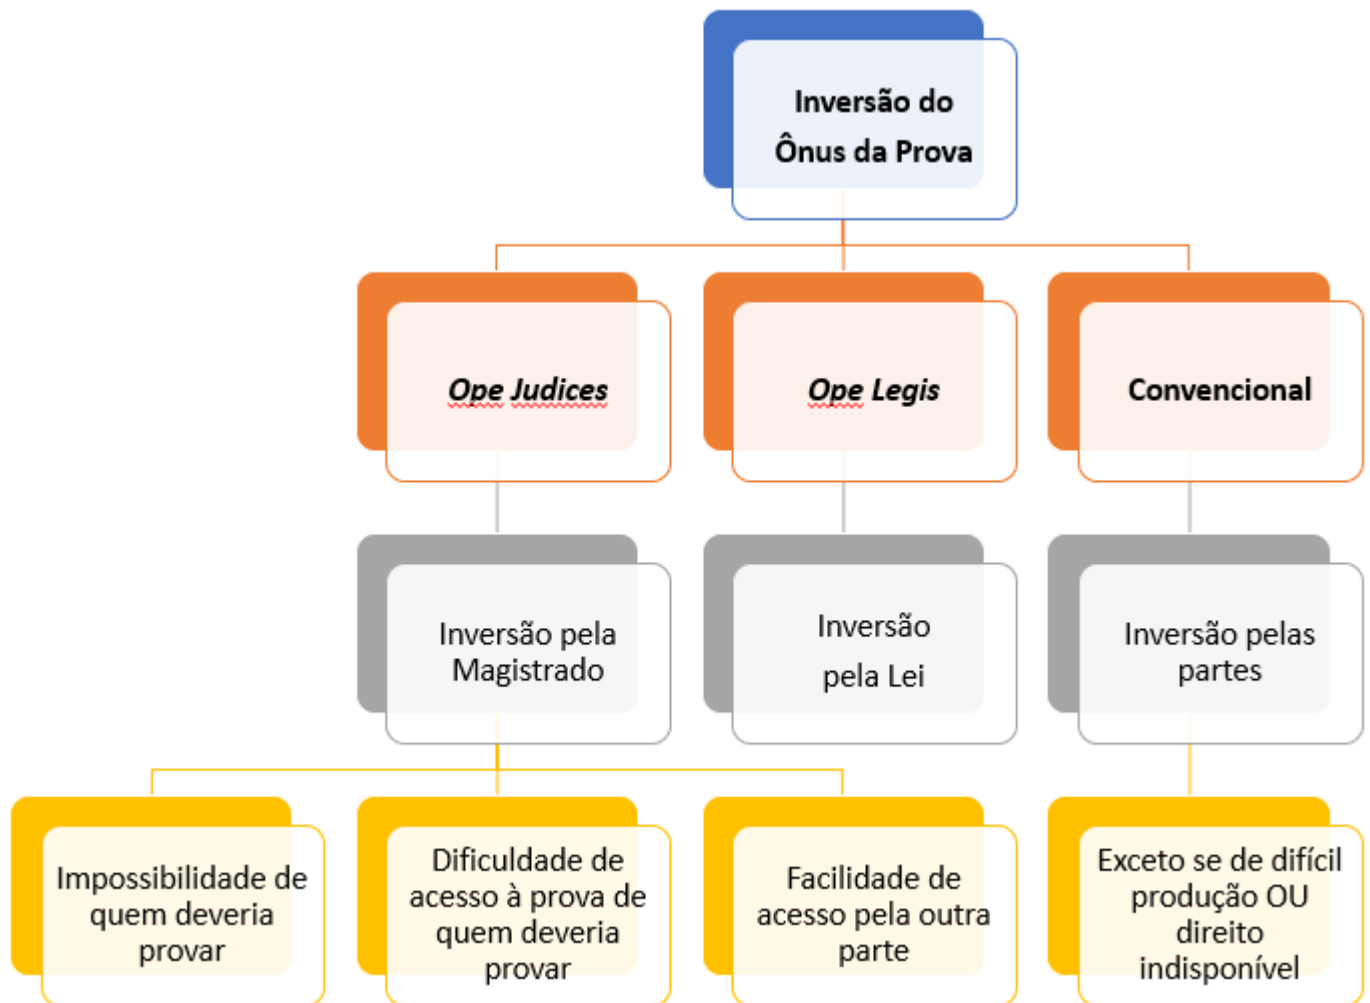 Inversão do
Ônus da Prova
Ope Judices
Ope Legis
Convencional
Inversão pela
Magistrado
Inversão
pela Lei
Inversão pelas
partes
Impossibilidade de
quem deveria
provar
Dificuldade de
acesso à prova de
quem deveria
provar
Facilidade de
acesso pela outra
parte
Exceto se de difícil
produção OU
direito
indisponível